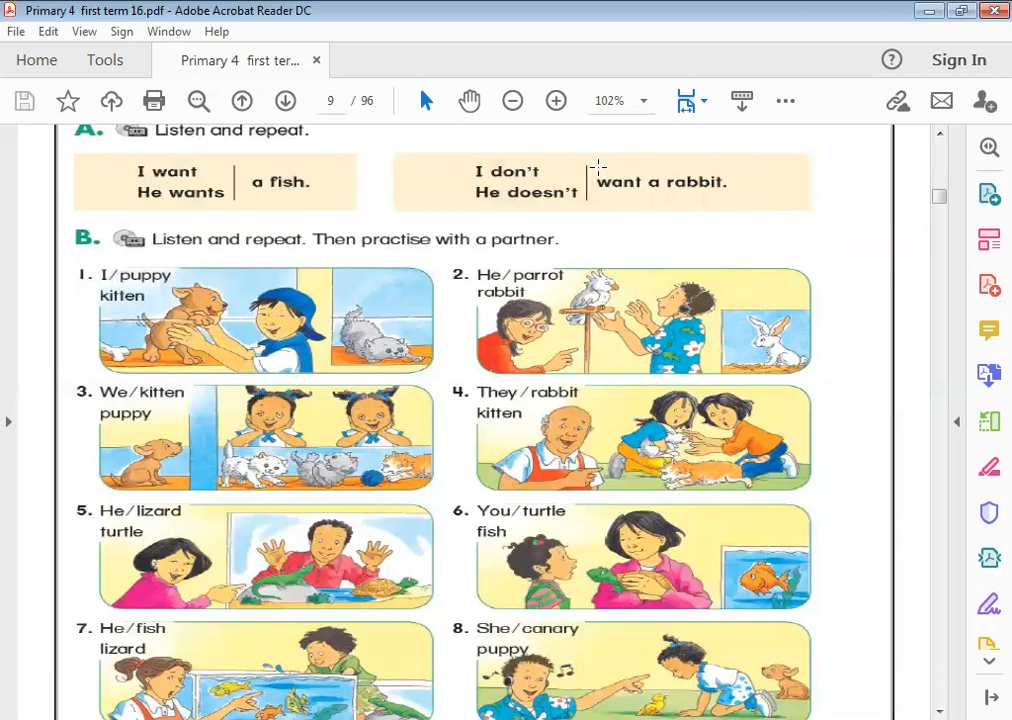 Primary 4 first term 16.pdf - Adobe Acrobat Reader DC
File Edit View Sign Window Help
Home Tools Primary 4 first ter... × Sign In
9 / 96 102%
A. Listen and repeat.
I want
He wants
a fish.
I don't
He doesn't
want a rabbit.
B. Listen and repeat. Then practise with a partner.
1. I/puppy
kitten
2. He/parrot
rabbit
3. We/kitten
puppy
4. They/rabbit
kitten
5. He/lizard
turtle
6. You/turtle
fish
7. He/fish
lizard
8. She/canary
puppy